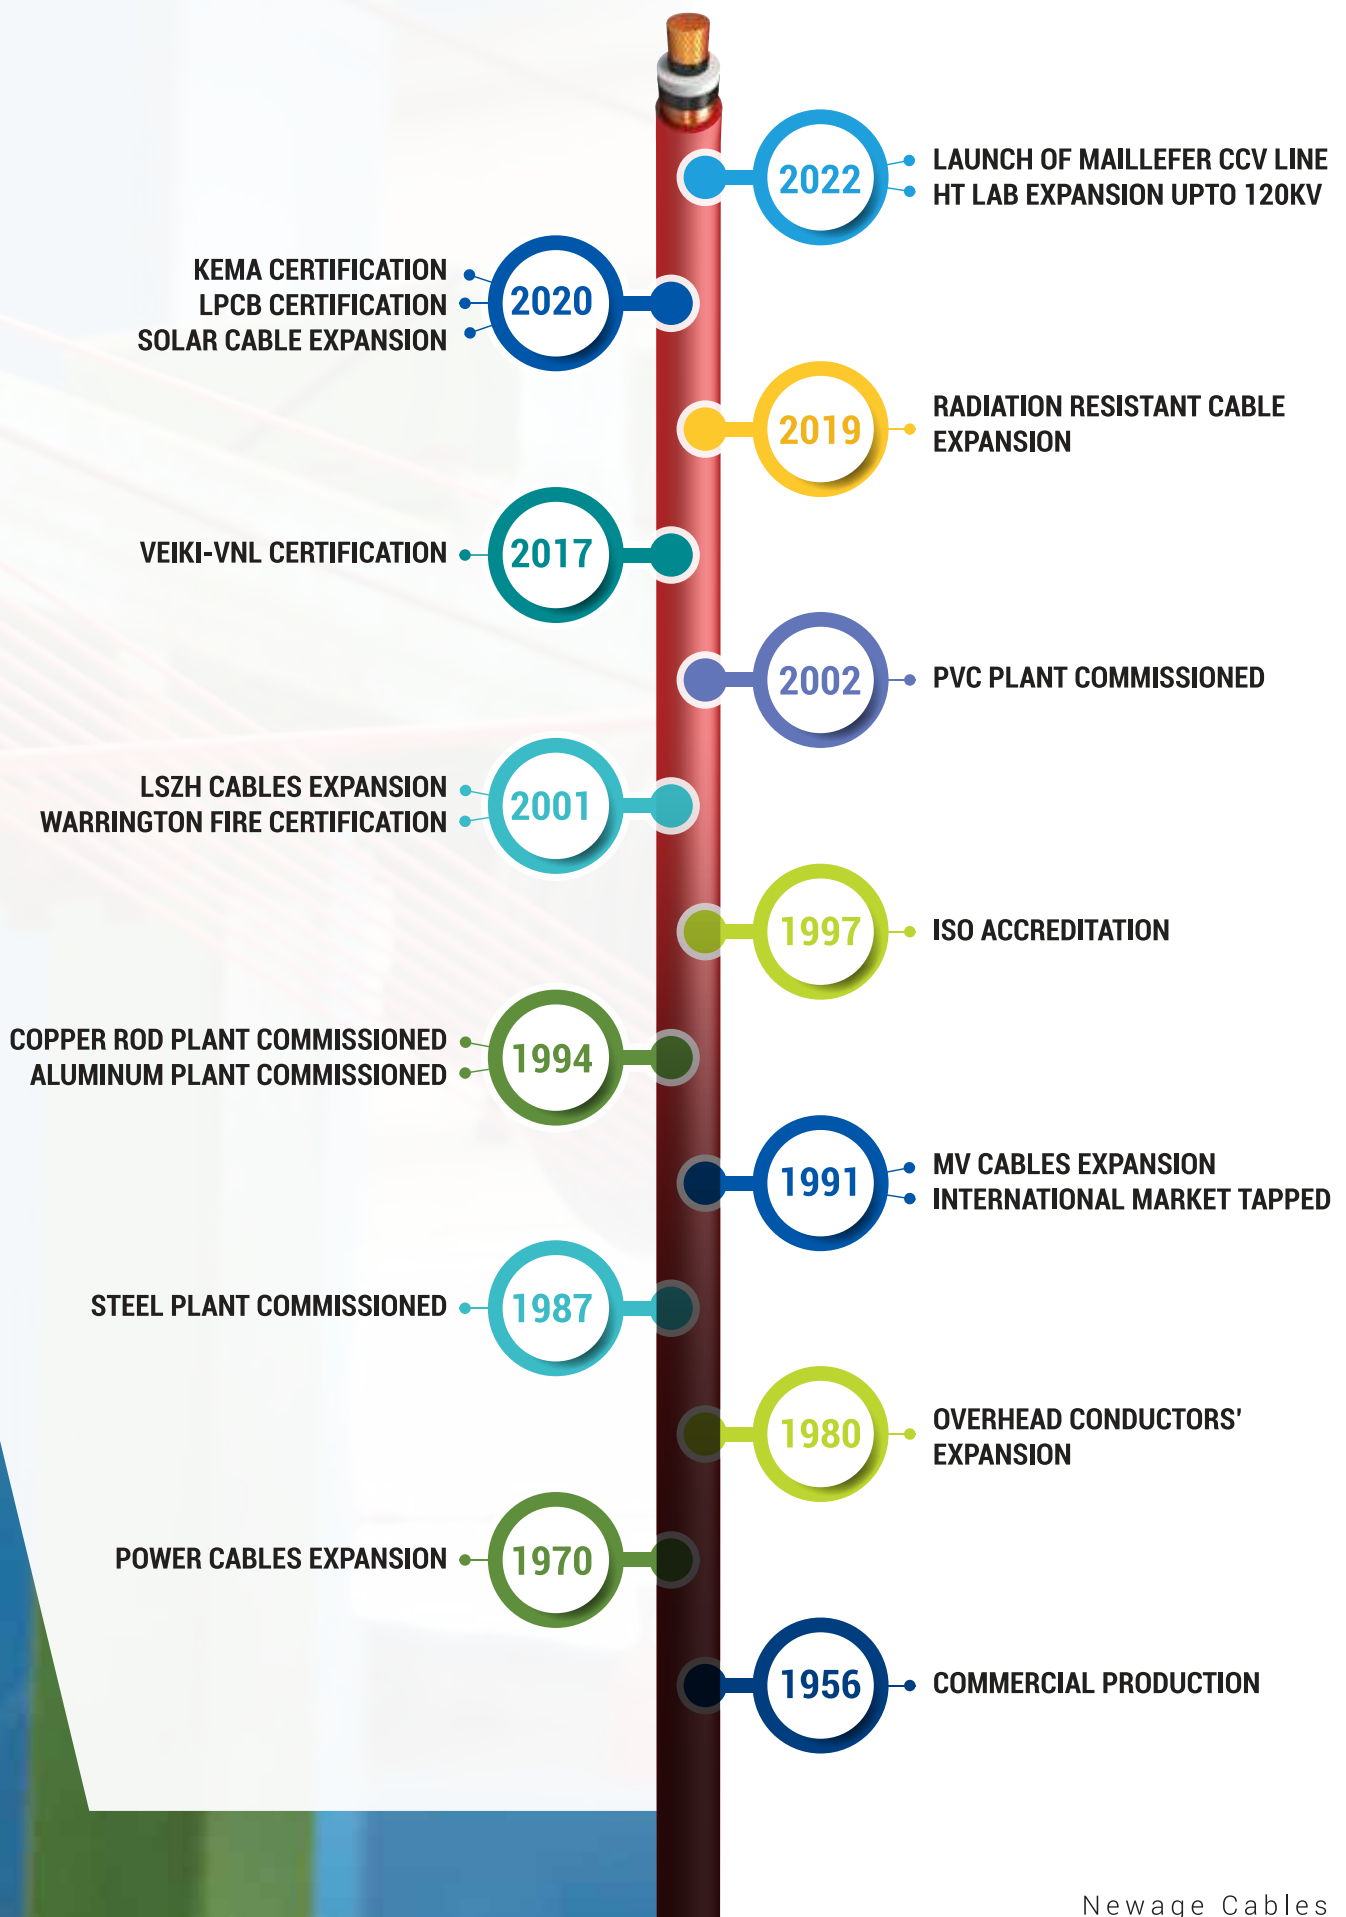 2022
LAUNCH OF MAILLEFER CCV LINE
HT LAB EXPANSION UPTO 120KV
KEMA CERTIFICATION
LPCB CERTIFICATION
SOLAR CABLE EXPANSION
2020
2019
RADIATION RESISTANT CABLE
EXPANSION
VEIKI-VNL CERTIFICATION
2017
2002
PVC PLANT COMMISSIONED
LSZH CABLES EXPANSION
WARRINGTON FIRE CERTIFICATION
2001
1997
ISO ACCREDITATION
COPPER ROD PLANT COMMISSIONED
ALUMINUM PLANT COMMISSIONED
1994
1991
MV CABLES EXPANSION
INTERNATIONAL MARKET TAPPED
STEEL PLANT COMMISSIONED
1987
1980
OVERHEAD CONDUCTORS'
EXPANSION
POWER CABLES EXPANSION
1970
1956
COMMERCIAL PRODUCTION
Newage Cables